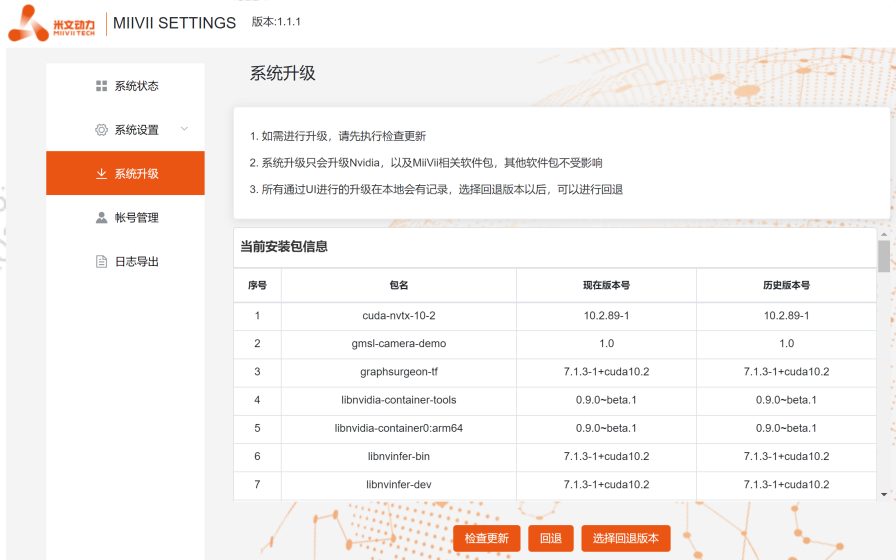 米文动力
MIIVII TECH
MIIVII SETTINGS 版本:1.1.1
系统状态
系统设置
系统升级
帐号管理
日志导出
系统升级
1. 如需进行升级，请先执行检查更新
2. 系统升级只会升级Nvidia，以及MiiVii相关软件包，其他软件包不受影响
3. 所有通过UI进行的升级在本地会有记录，选择回退版本以后，可以进行回退
当前安装包信息
序号 包名 现在版本号 历史版本号
1 cuda-nvtx-10-2 10.2.89-1 10.2.89-1
2 gmsl-camera-demo 1.0 1.0
3 graphsurgeon-tf 7.1.3-1+cuda10.2 7.1.3-1+cuda10.2
4 libnvidia-container-tools 0.9.0~beta.1 0.9.0~beta.1
5 libnvidia-container0:arm64 0.9.0~beta.1 0.9.0~beta.1
6 libnvinfer-bin 7.1.3-1+cuda10.2 7.1.3-1+cuda10.2
7 libnvinfer-dev 7.1.3-1+cuda10.2 7.1.3-1+cuda10.2
检查更新 回退 选择回退版本